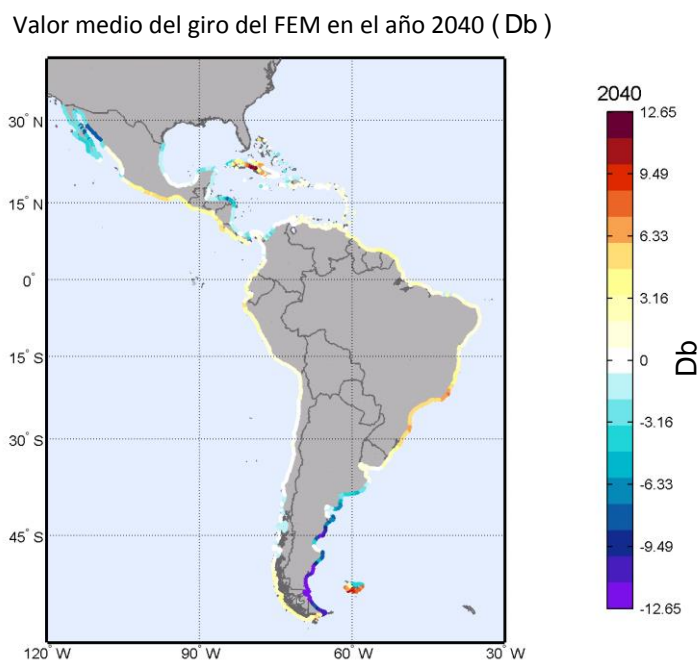 Valor medio del giro del FEM en el año 2040 ( Db )
2040
30° N
15° N
0°
15° S
30° S
45° S
120° W
90° W
60° W
30° W
12.65
9.49
6.33
3.16
0
-3.16
-6.33
-9.49
-12.65
Db